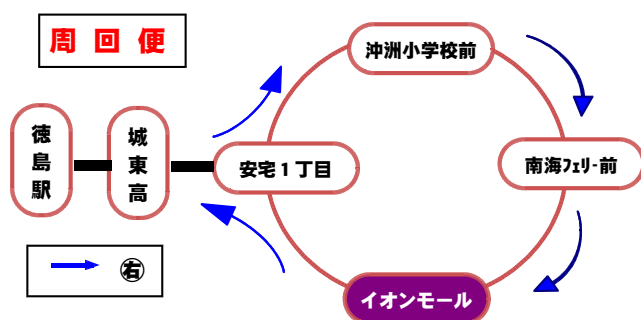 周回便
沖洲小学校前
徳島駅
城東高
安宅1丁目
南海ﾌｪﾘｰ前
㊨
イオンモール